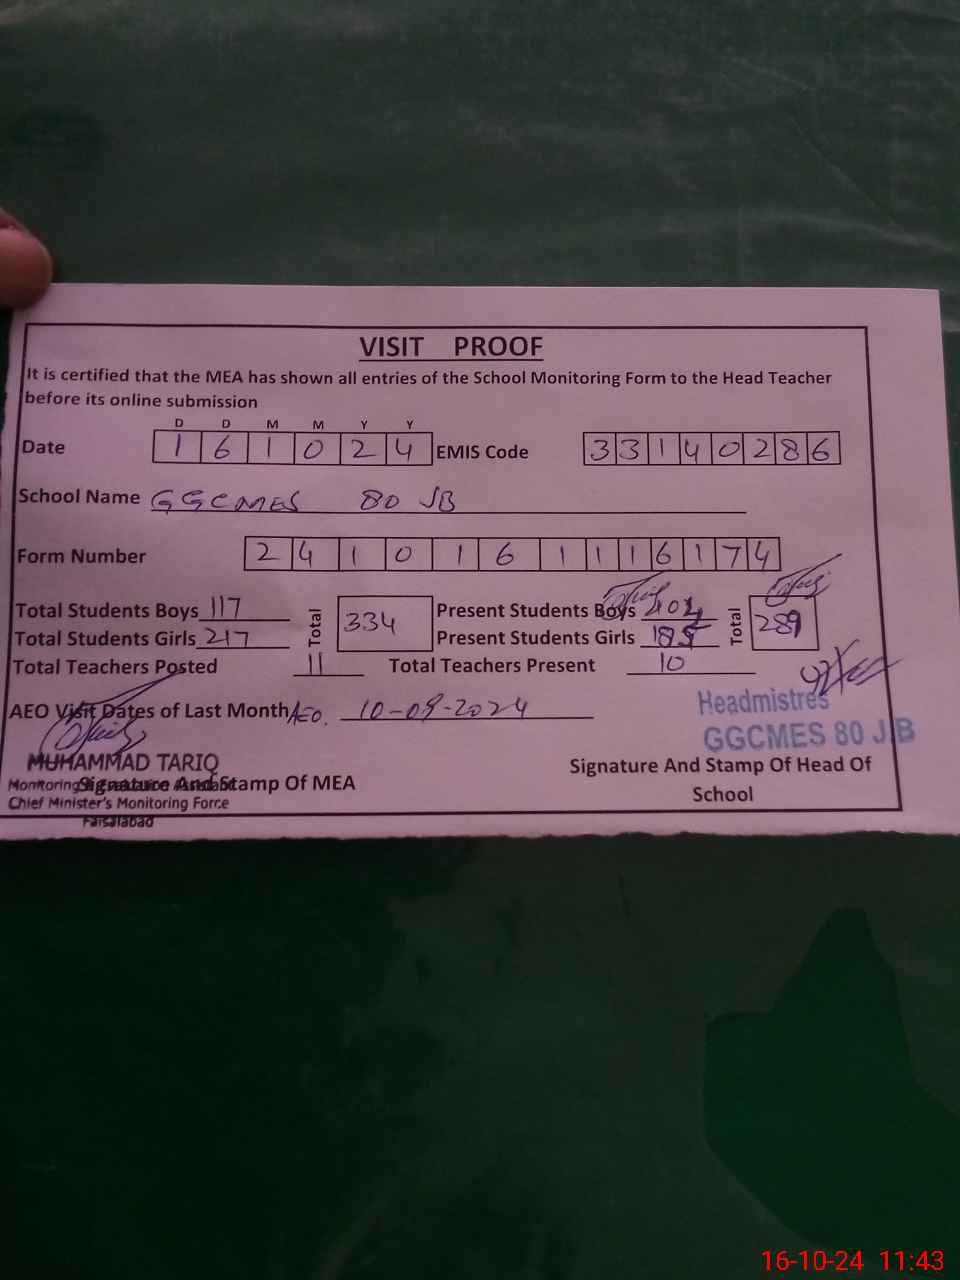 VISIT PROOF
It is certified that the MEA has shown all entries of the School Monitoring Form to the Head Teacher
before its online submission
D D M M Y Y
Date 1 6 1 0 2 4 EMIS Code 3 3 1 4 0 2 8 6
School Name GGCMES 80 JB
Form Number 2 4 1 0 1 6 1 1 1 6 1 7 4
Total Students Boys 117 Total 334 Present Students Boys Total 289
Total Students Girls 217 Present Students Girls
Total Teachers Posted 11 Total Teachers Present 10
AEO Visit Dates of Last Month AEO. 10-09-2024
Headmistres
GGCMES 80 JB
MUHAMMAD TARIQ
Signature And Stamp Of MEA
Monitoring
Chief Minister's Monitoring Force
Faisalabad
Signature And Stamp Of Head Of
School
16-10-24 11:43